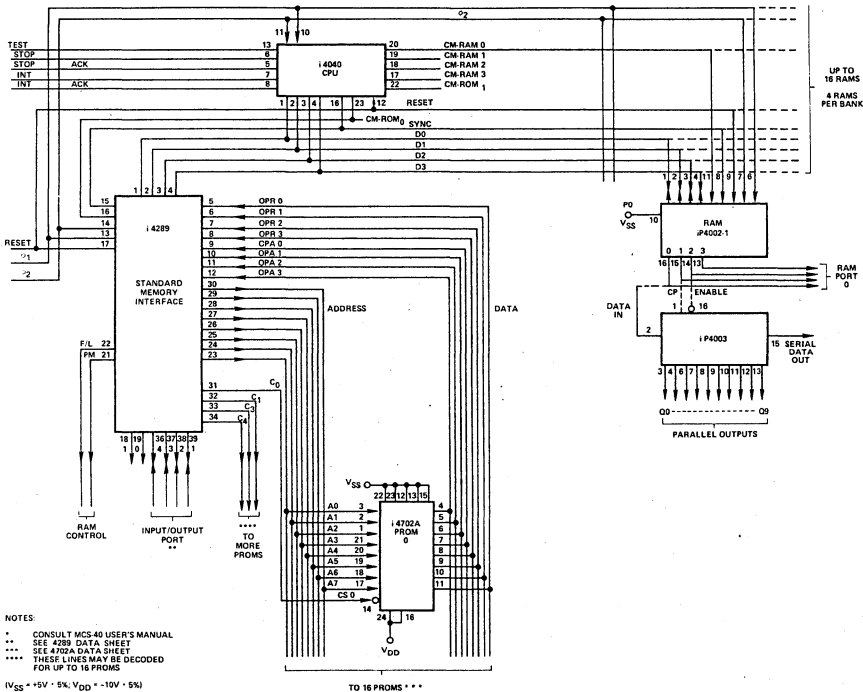 φ2
11 10
TEST 13
STOP 6
STOP ACK 5
INT 7
INT ACK 8
i 4040
CPU
20 CM-RAM 0
19 CM-RAM 1
18 CM-RAM 2
17 CM-RAM 3
22 CM-ROM 1
1 2 3 4 16 23 12 RESET
CM-ROM0
SYNC
D0
D1
D2
D3
UP TO
16 RAMS
4 RAMS
PER BANK
1 2 3 4 11 8 9 7 6
P0
VSS
10
RAM
iP4002-1
0 1 2 3
16 15 14 13
RAM
PORT
0
CP ENABLE
1 16
DATA
IN
2
iP4003
15 SERIAL
DATA
OUT
3 4 6 7 8 9 10 11 12 13
Q0 Q9
PARALLEL OUTPUTS
1 2 3 4
15
16
14
13
17
RESET
φ1
φ2
i 4289
STANDARD
MEMORY
INTERFACE
5 OPR 0
6 OPR 1
7 OPR 2
8 OPR 3
9 CPA 0
10 OPA 1
11 OPA 2
12 OPA 3
30
29
28
27
26
25
24
23
ADDRESS
DATA
F/L 22
PM 21
31 C0
32 C1
33 C3
34 C4
18 19 36 37 38 39
1 0 4 3 2 1
RAM
CONTROL
INPUT/OUTPUT
PORT
**
****
TO
MORE
PROMS
VSS
22 23 12 13 15
A0 3
A1 2
A2 1
A3 21
A4 20
A5 19
A6 18
A7 17
CS 0
14
i 4702A
PROM
0
4
5
6
7
8
9
10
11
24 16
VDD
TO 16 PROMS * * *
NOTES:
* CONSULT MCS-40 USER'S MANUAL
** SEE 4289 DATA SHEET
*** SEE 4702A DATA SHEET
**** THESE LINES MAY BE DECODED
FOR UP TO 16 PROMS
(VSS = +5V · 5%; VDD = -10V · 5%)